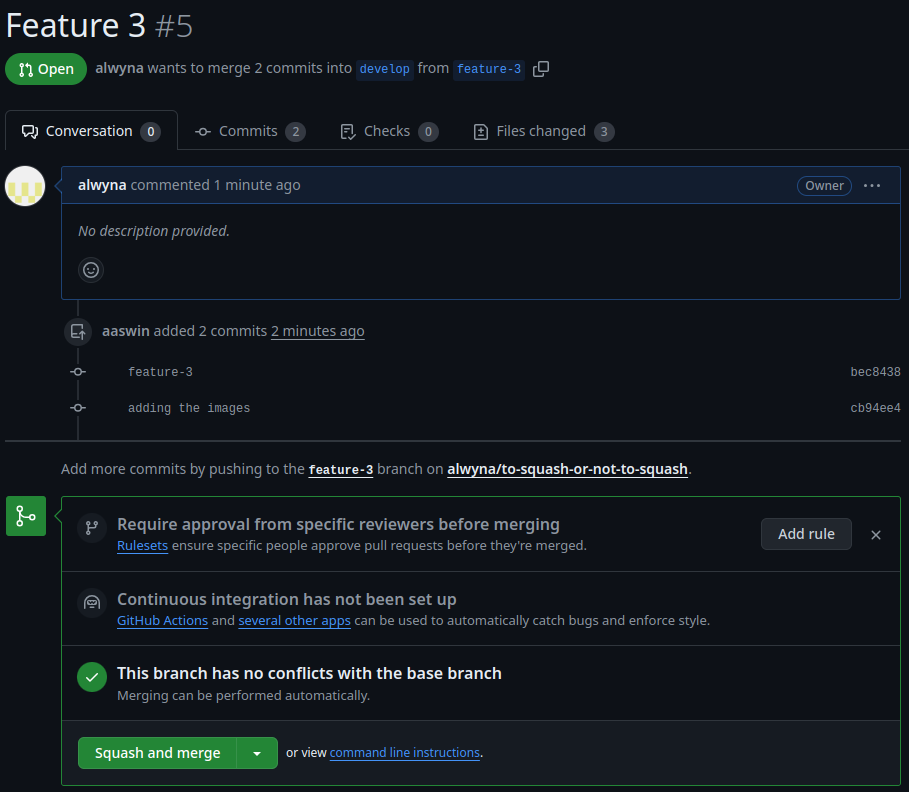 Feature 3 #5
Open alwyna wants to merge 2 commits into develop from feature-3
Conversation 0 Commits 2 Checks 0 Files changed 3
alwyna commented 1 minute ago Owner
No description provided.
aaswin added 2 commits 2 minutes ago
feature-3 bec8438
adding the images cb94ee4
Add more commits by pushing to the feature-3 branch on alwyna/to-squash-or-not-to-squash.
Require approval from specific reviewers before merging
Rulesets ensure specific people approve pull requests before they're merged.
Add rule
Continuous integration has not been set up
GitHub Actions and several other apps can be used to automatically catch bugs and enforce style.
This branch has no conflicts with the base branch
Merging can be performed automatically.
Squash and merge or view command line instructions.